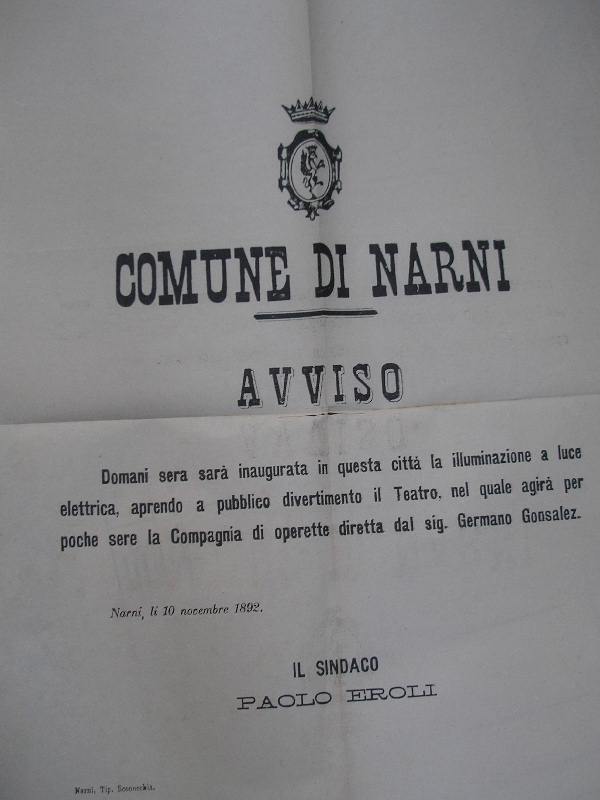 COMUNE DI NARNI
AVVISO
Domani sera sarà inaugurata in questa città la illuminazione a luce
elettrica, aprendo a pubblico divertimento il Teatro, nel quale agirà per
poche sere la Compagnia di operette diretta dal sig. Germano Gonsalez.
Narni, lì 10 novembre 1892.
IL SINDACO
PAOLO EROLI
Narni, Tip.